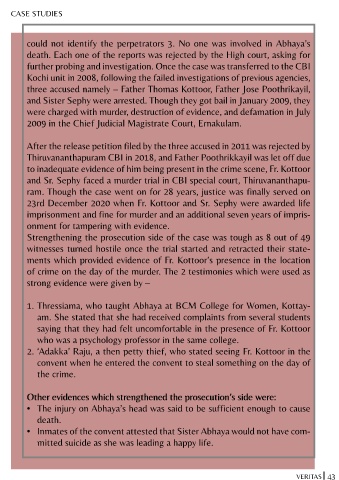 CASE STUDIES
could not identify the perpetrators 3. No one was involved in Abhaya's
death. Each one of the reports was rejected by the High court, asking for
further probing and investigation. Once the case was transferred to the CBI
Kochi unit in 2008, following the failed investigations of previous agencies,
three accused namely – Father Thomas Kottoor, Father Jose Poothrikayil,
and Sister Sephy were arrested. Though they got bail in January 2009, they
were charged with murder, destruction of evidence, and defamation in July
2009 in the Chief Judicial Magistrate Court, Ernakulam.
After the release petition filed by the three accused in 2011 was rejected by
Thiruvananthapuram CBI in 2018, and Father Poothrikkayil was let off due
to inadequate evidence of him being present in the crime scene, Fr. Kottoor
and Sr. Sephy faced a murder trial in CBI special court, Thiruvananthapu-
ram. Though the case went on for 28 years, justice was finally served on
23rd December 2020 when Fr. Kottoor and Sr. Sephy were awarded life
imprisonment and fine for murder and an additional seven years of impris-
onment for tampering with evidence.
Strengthening the prosecution side of the case was tough as 8 out of 49
witnesses turned hostile once the trial started and retracted their state-
ments which provided evidence of Fr. Kottoor's presence in the location
of crime on the day of the murder. The 2 testimonies which were used as
strong evidence were given by –
1. Thressiama, who taught Abhaya at BCM College for Women, Kottay-
am. She stated that she had received complaints from several students
saying that they had felt uncomfortable in the presence of Fr. Kottoor
who was a psychology professor in the same college.
2. 'Adakka' Raju, a then petty thief, who stated seeing Fr. Kottoor in the
convent when he entered the convent to steal something on the day of
the crime.
Other evidences which strengthened the prosecution's side were:
• The injury on Abhaya's head was said to be sufficient enough to cause
death.
• Inmates of the convent attested that Sister Abhaya would not have com-
mitted suicide as she was leading a happy life.
VERITAS | 43